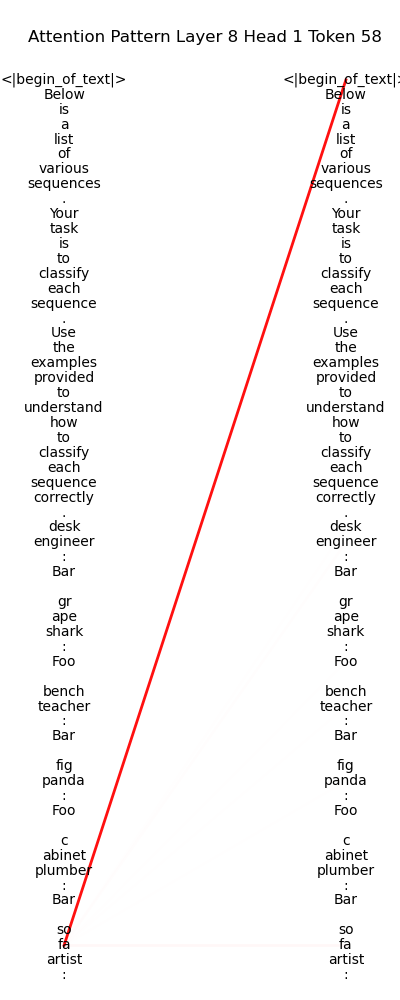 Attention Pattern Layer 8 Head 1 Token 58
<|begin_of_text|>
Below
is
a
list
of
various
sequences
.
Your
task
is
to
classify
each
sequence
.
Use
the
examples
provided
to
understand
how
to
classify
each
sequence
correctly
.
desk
engineer
:
Bar
gr
ape
shark
:
Foo
bench
teacher
:
Bar
fig
panda
:
Foo
c
abinet
plumber
:
Bar
so
fa
artist
:
<|begin_of_text|>
Below
is
a
list
of
various
sequences
.
Your
task
is
to
classify
each
sequence
.
Use
the
examples
provided
to
understand
how
to
classify
each
sequence
correctly
.
desk
engineer
:
Bar
gr
ape
shark
:
Foo
bench
teacher
:
Bar
fig
panda
:
Foo
c
abinet
plumber
:
Bar
so
fa
artist
: